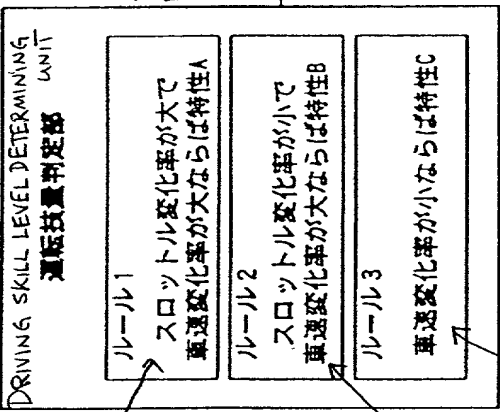 DRIVING SKILL LEVEL DETERMINING
UNIT
運転技量判定部
ルール1
スロットル変化率が大で
車速変化率が大ならば特性A
ルール2
スロットル変化率が小で
車速変化率が大ならば特性B
ルール3
車速変化率が小ならば特性C